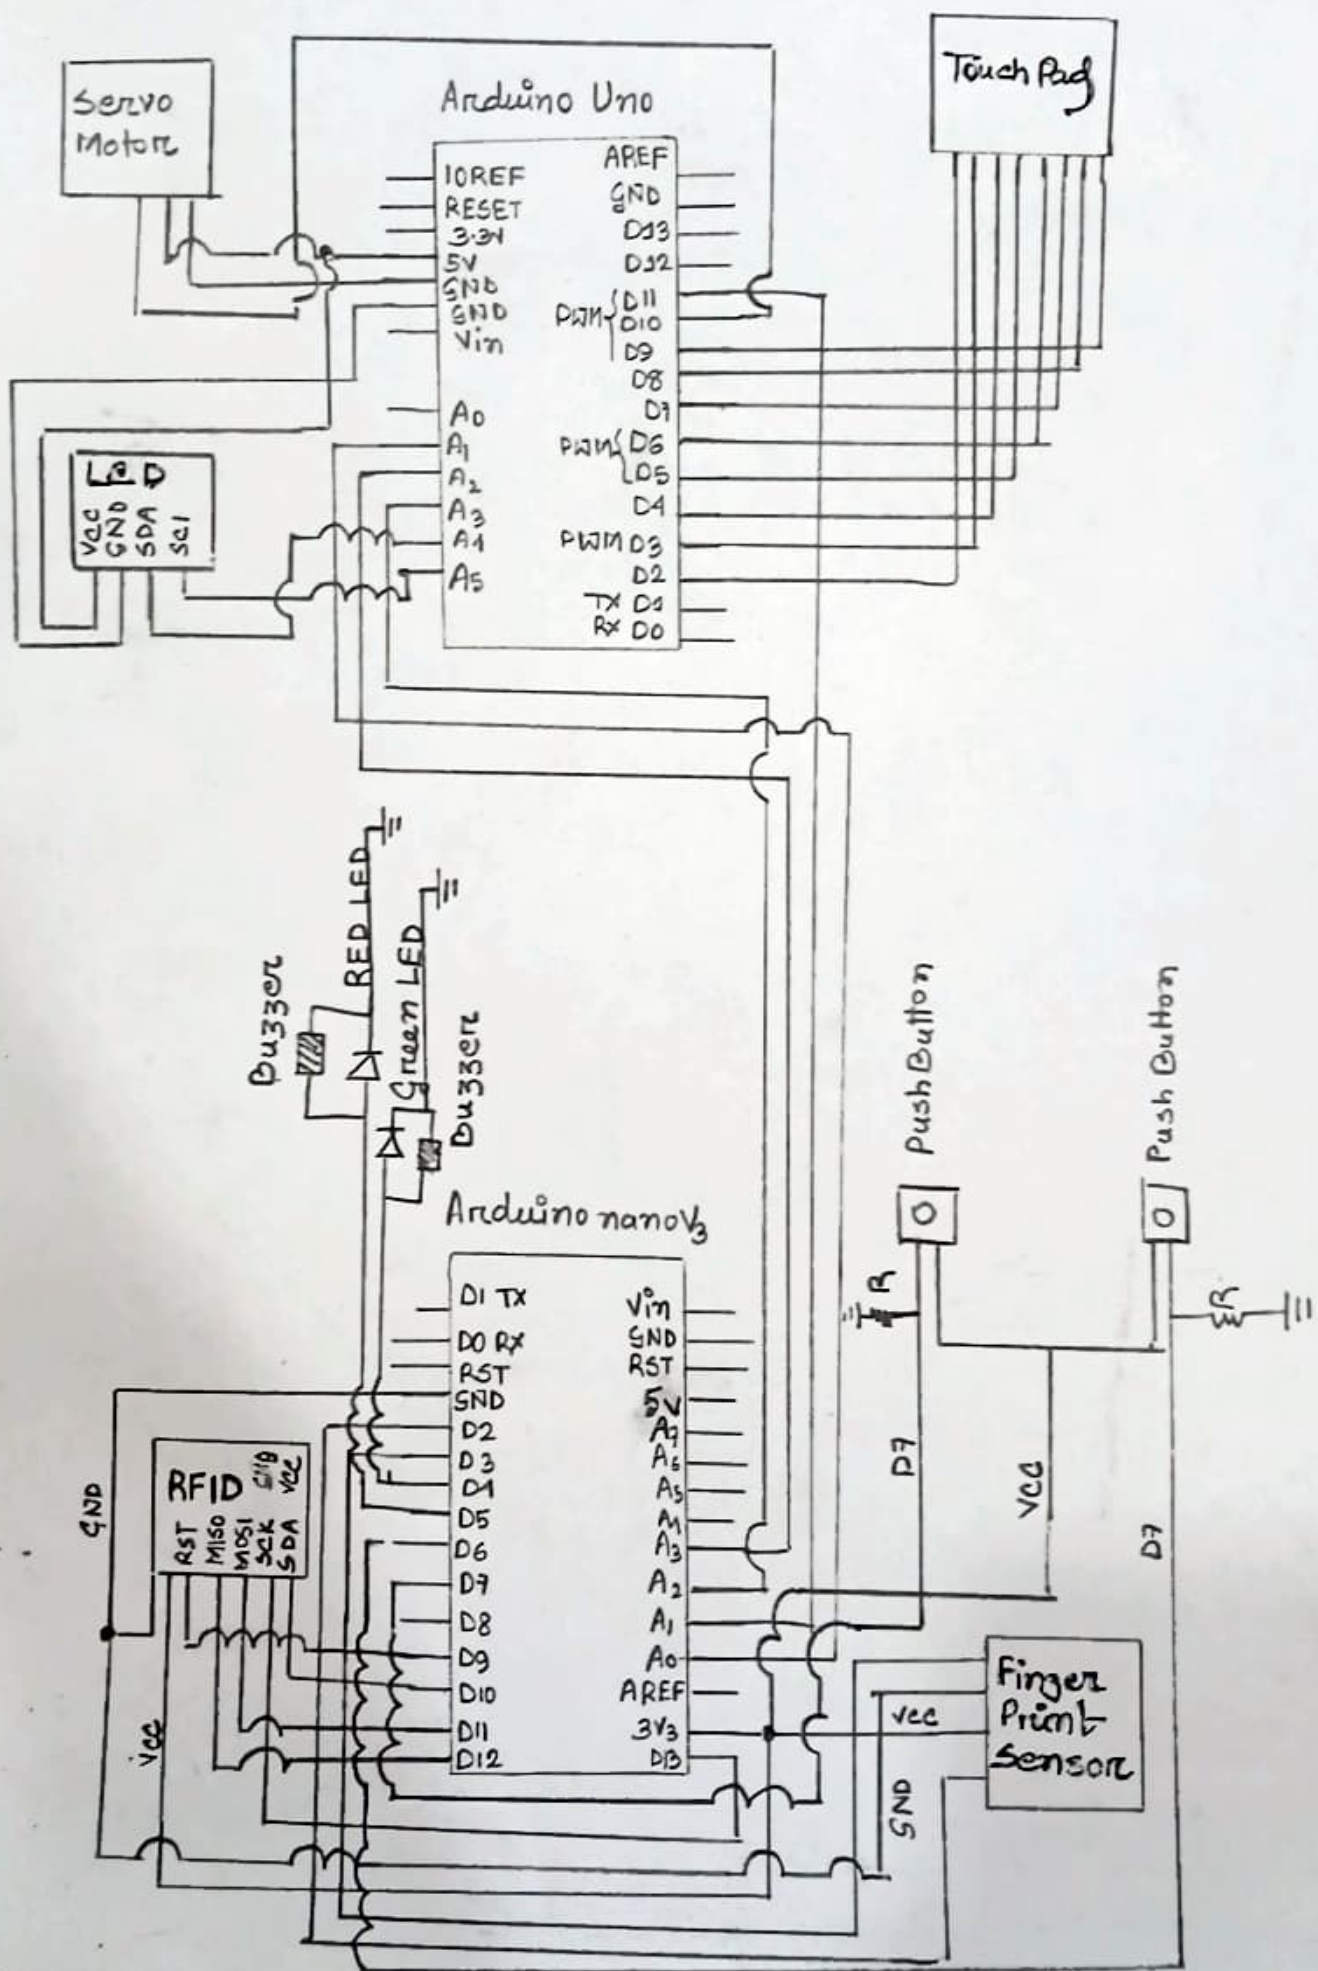 Servo
Motor
Arduino Uno
Touch Pad
IOREF
RESET
3.3V
5V
GND
GND
Vin
A0
A1
A2
A3
A4
A5
AREF
GND
D13
D12
PWM
D11
D10
D9
D8
D7
PWM
D6
D5
D4
PWM D3
D2
TX D1
RX D0
VCC
GND
SDA
SCL
RED LED
Buzzer
Green LED
Buzzer
Push Button
Push Button
R
R
D7
VCC
D7
Arduino nano V3
D1 TX
D0 RX
RST
GND
D2
D3
D4
D5
D6
D7
D8
D9
D10
D11
D12
Vin
GND
RST
5V
A7
A6
A5
A4
A3
A2
A1
A0
AREF
3V3
D13
GND
RFID
GND
VCC
RST
MISO
MOSI
SCK
SDA
VCC
Finger
Print
Sensor
VCC
GND